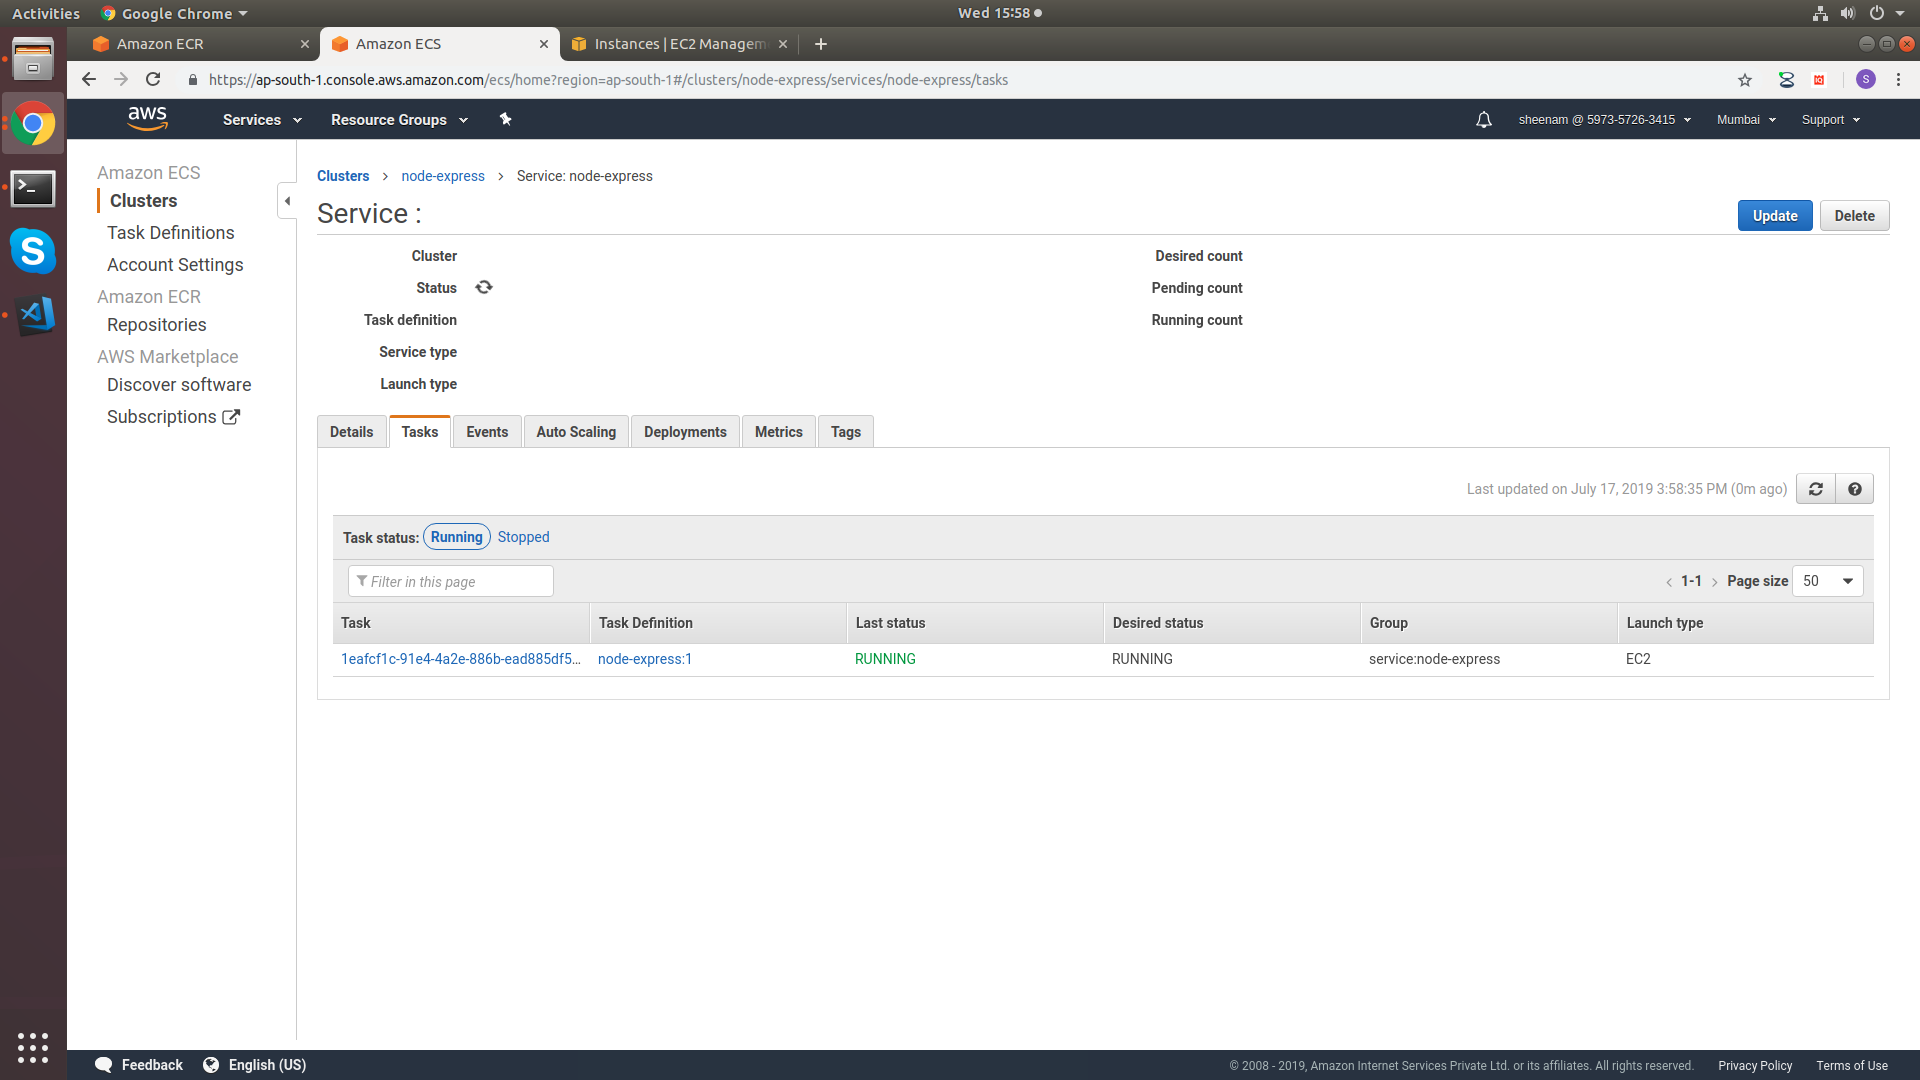 Activities Google Chrome Wed 15:58
Amazon ECR Amazon ECS Instances | EC2 Managem
https://ap-south-1.console.aws.amazon.com/ecs/home?region=ap-south-1#/clusters/node-express/services/node-express/tasks S
aws Services Resource Groups sheenam @ 5973-5726-3415 Mumbai Support
Amazon ECS
Clusters
Task Definitions
Account Settings
Amazon ECR
Repositories
AWS Marketplace
Discover software
Subscriptions
Clusters > node-express > Service: node-express
Service :
Update Delete
Cluster Desired count
Status Pending count
Task definition Running count
Service type
Launch type
Details Tasks Events Auto Scaling Deployments Metrics Tags
Last updated on July 17, 2019 3:58:35 PM (0m ago)
Task status: Running Stopped
Filter in this page < 1-1 > Page size 50
Task Task Definition Last status Desired status Group Launch type
1eafcf1c-91e4-4a2e-886b-ead885df5... node-express:1 RUNNING RUNNING service:node-express EC2
Feedback English (US) © 2008 - 2019, Amazon Internet Services Private Ltd. or its affiliates. All rights reserved. Privacy Policy Terms of Use